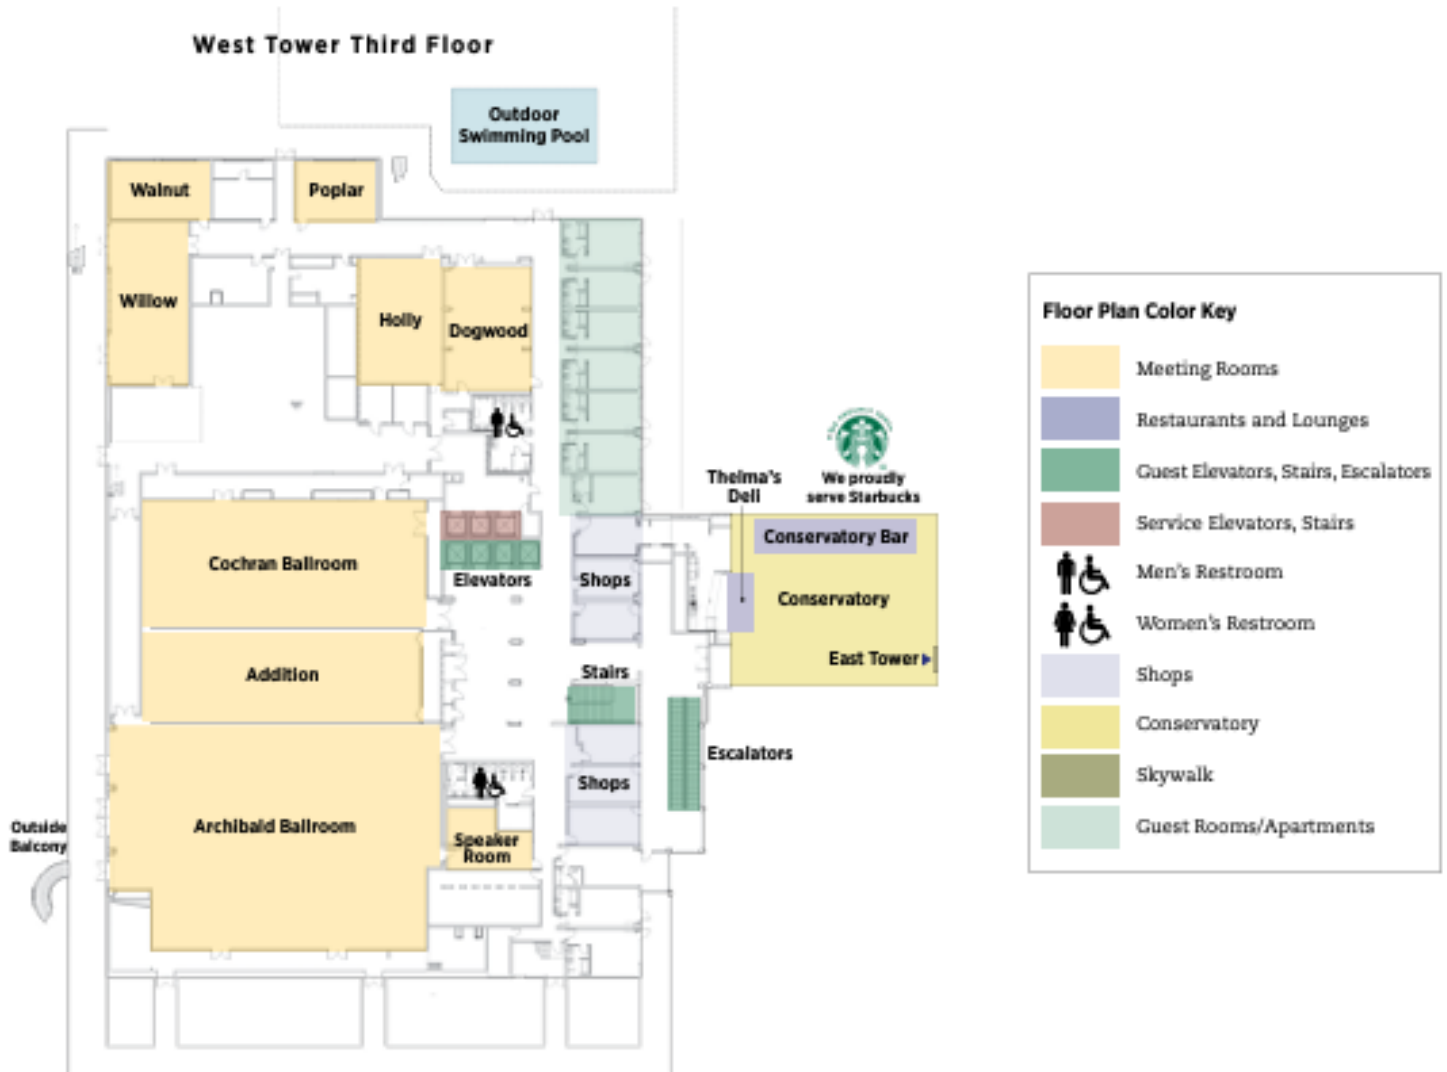 West Tower Third Floor
Outdoor
Swimming Pool
Walnut
Poplar
Willow
Holly
Dogwood
Thelma's
Deli
We proudly
serve Starbucks
Cochran Ballroom
Elevators
Shops
Conservatory Bar
Conservatory
East Tower
Addition
Stairs
Escalators
Shops
Archibald Ballroom
Speaker
Room
Outside
Balcony
Floor Plan Color Key
Meeting Rooms
Restaurants and Lounges
Guest Elevators, Stairs, Escalators
Service Elevators, Stairs
Men's Restroom
Women's Restroom
Shops
Conservatory
Skywalk
Guest Rooms/Apartments